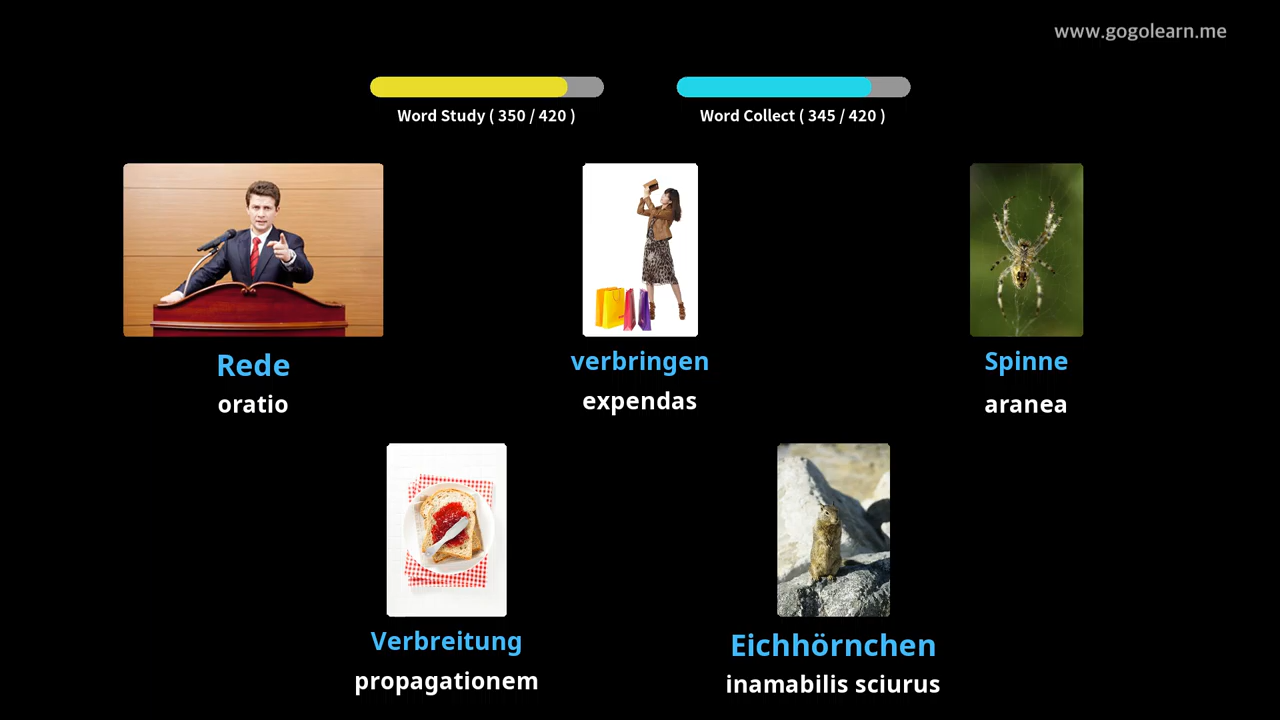 www.gogolearn.me
Word Study ( 350 / 420 )
Word Collect ( 345 / 420 )
Rede
oratio
verbringen
expendas
Spinne
aranea
Verbreitung
propagationem
Eichhörnchen
inamabilis sciurus